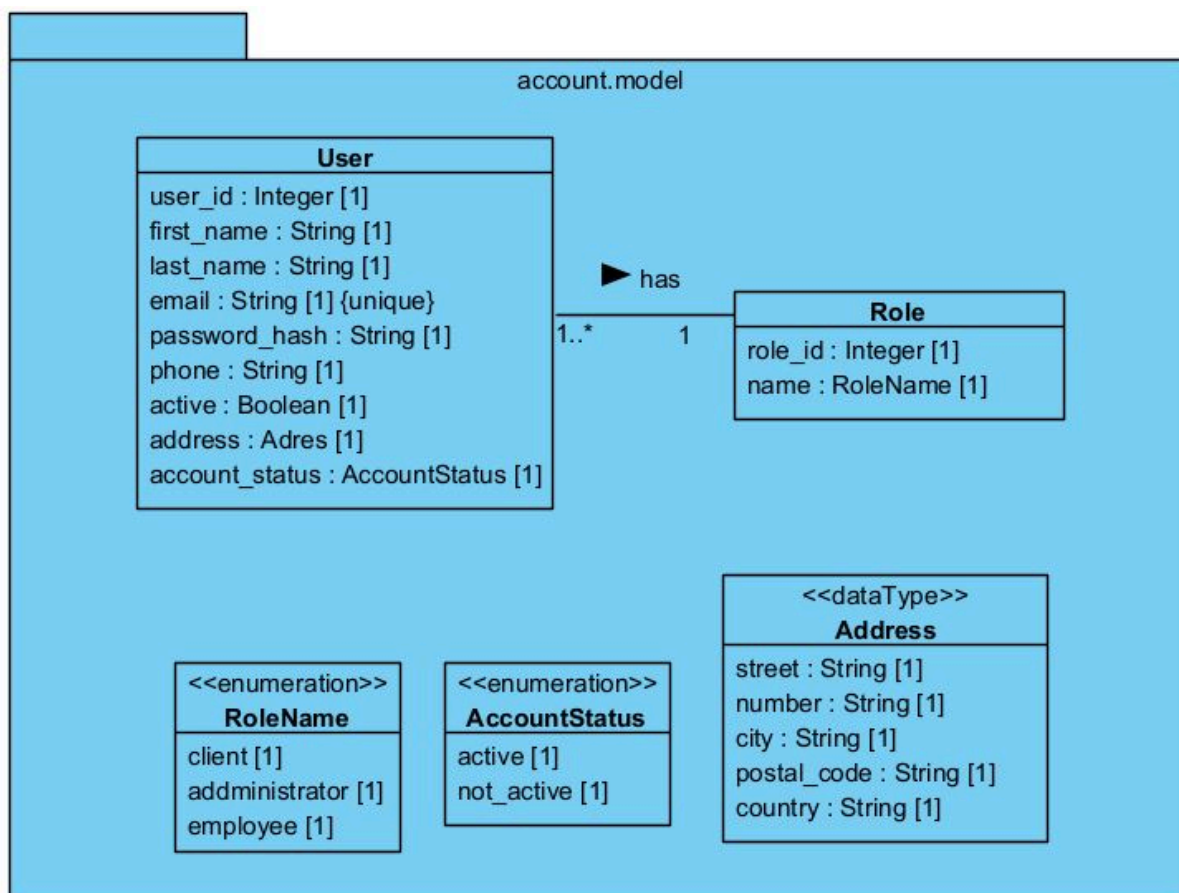 account.model
User
user_id : Integer [1]
first_name : String [1]
last_name : String [1]
email : String [1] {unique}
password_hash : String [1]
phone : String [1]
active : Boolean [1]
address : Adres [1]
account_status : AccountStatus [1]
has
1..*
1
Role
role_id : Integer [1]
name : RoleName [1]
<<enumeration>>
RoleName
client [1]
addministrator [1]
employee [1]
<<enumeration>>
AccountStatus
active [1]
not_active [1]
<<dataType>>
Address
street : String [1]
number : String [1]
city : String [1]
postal_code : String [1]
country : String [1]